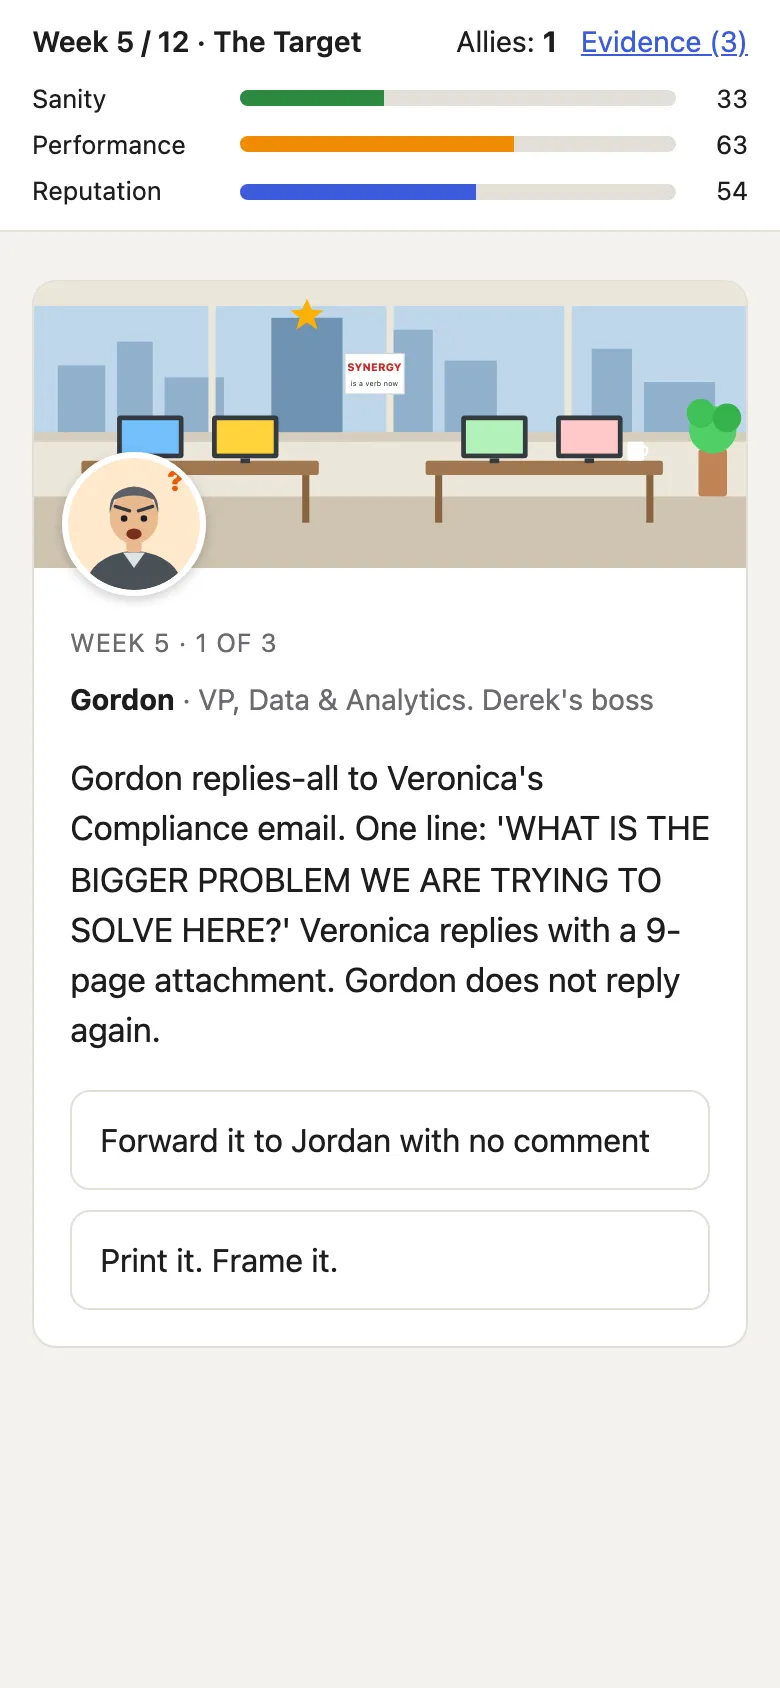 Week 5 / 12 · The Target
Allies: 1 Evidence (3)
Sanity 33
Performance 63
Reputation 54
SYNERGY
is a verb now
?
WEEK 5 · 1 OF 3
Gordon · VP, Data & Analytics. Derek's boss
Gordon replies-all to Veronica's
Compliance email. One line: 'WHAT IS THE
BIGGER PROBLEM WE ARE TRYING TO
SOLVE HERE?' Veronica replies with a 9-
page attachment. Gordon does not reply
again.
Forward it to Jordan with no comment
Print it. Frame it.